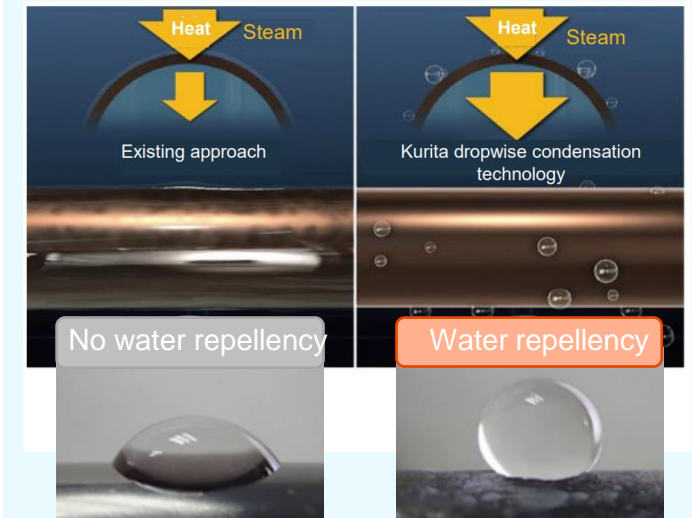 Heat
Steam
Existing approach
Heat
Steam
Kurita dropwise condensation
technology
No water repellency
Water repellency